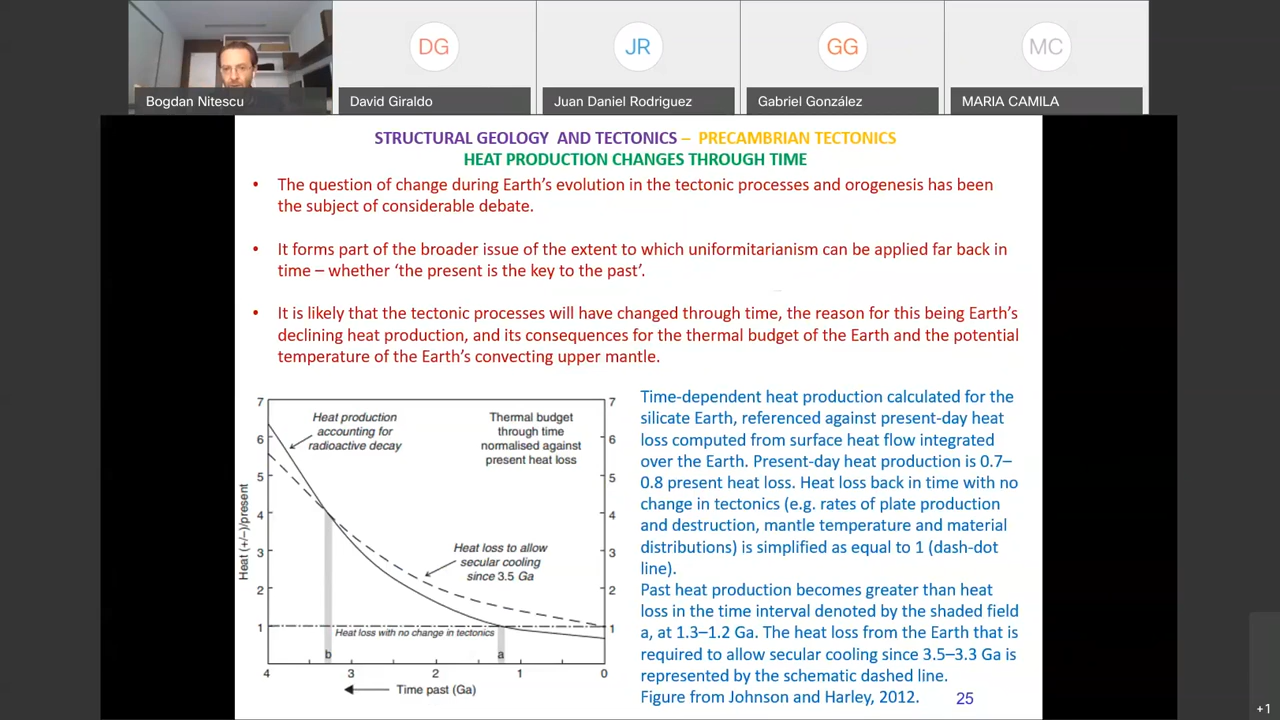 DG
JR
GG
MC
Bogdan Nitescu
David Giraldo
Juan Daniel Rodriguez
Gabriel González
MARIA CAMILA
STRUCTURAL GEOLOGY AND TECTONICS – PRECAMBRIAN TECTONICS
HEAT PRODUCTION CHANGES THROUGH TIME
• The question of change during Earth's evolution in the tectonic processes and orogenesis has been
the subject of considerable debate.
• It forms part of the broader issue of the extent to which uniformitarianism can be applied far back in
time – whether 'the present is the key to the past'.
• It is likely that the tectonic processes will have changed through time, the reason for this being Earth's
declining heat production, and its consequences for the thermal budget of the Earth and the potential
temperature of the Earth's convecting upper mantle.
7
6
5
4
3
2
1
Heat (+/–)/present
Heat production
accounting for
radioactive decay
Thermal budget
through time
normalised against
present heat loss
Heat loss to allow
secular cooling
since 3.5 Ga
Heat loss with no change in tectonics
b
a
7
6
5
4
3
2
1
4
3
2
1
0
Time past (Ga)
Time-dependent heat production calculated for the
silicate Earth, referenced against present-day heat
loss computed from surface heat flow integrated
over the Earth. Present-day heat production is 0.7–
0.8 present heat loss. Heat loss back in time with no
change in tectonics (e.g. rates of plate production
and destruction, mantle temperature and material
distributions) is simplified as equal to 1 (dash-dot
line).
Past heat production becomes greater than heat
loss in the time interval denoted by the shaded field
a, at 1.3–1.2 Ga. The heat loss from the Earth that is
required to allow secular cooling since 3.5–3.3 Ga is
represented by the schematic dashed line.
Figure from Johnson and Harley, 2012.
25
+1